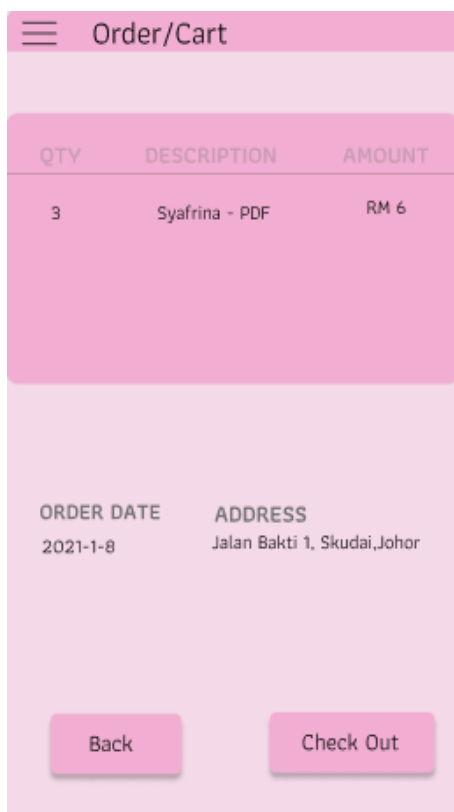 Order/Cart
QTY DESCRIPTION AMOUNT
3 Syafrina - PDF RM 6
ORDER DATE ADDRESS
2021-1-8 Jalan Bakti 1, Skudai,Johor
Back Check Out